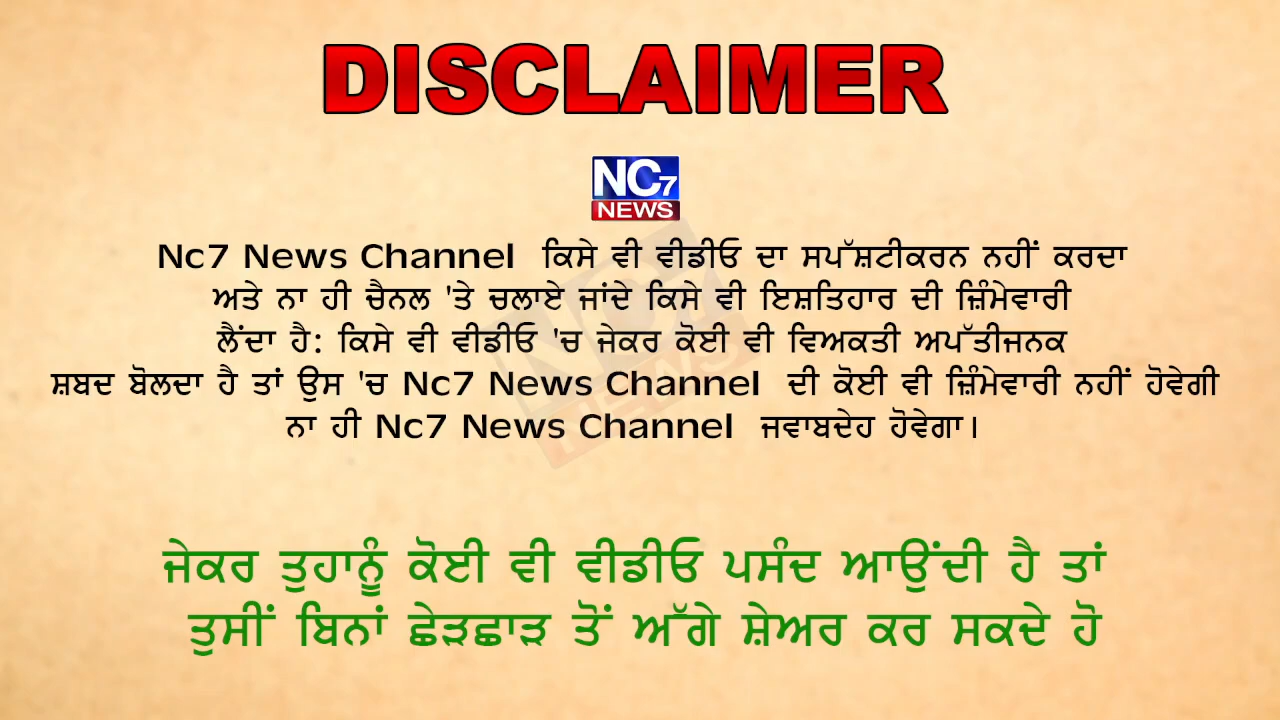 DISCLAIMER
NC7
NEWS
Nc7 News Channel ਕਿਸੇ ਵੀ ਵੀਡੀਓ ਦਾ ਸਪੱਸ਼ਟੀਕਰਨ ਨਹੀਂ ਕਰਦਾ
ਅਤੇ ਨਾ ਹੀ ਚੈਨਲ 'ਤੇ ਚਲਾਏ ਜਾਂਦੇ ਕਿਸੇ ਵੀ ਇਸ਼ਤਿਹਾਰ ਦੀ ਜ਼ਿੰਮੇਵਾਰੀ
ਲੈਂਦਾ ਹੈ: ਕਿਸੇ ਵੀ ਵੀਡੀਓ 'ਚ ਜੇਕਰ ਕੋਈ ਵੀ ਵਿਅਕਤੀ ਅਪੱਤੀਜਨਕ
ਸ਼ਬਦ ਬੋਲਦਾ ਹੈ ਤਾਂ ਉਸ 'ਚ Nc7 News Channel ਦੀ ਕੋਈ ਵੀ ਜ਼ਿੰਮੇਵਾਰੀ ਨਹੀਂ ਹੋਵੇਗੀ
ਨਾ ਹੀ Nc7 News Channel ਜਵਾਬਦੇਹ ਹੋਵੇਗਾ।
ਜੇਕਰ ਤੁਹਾਨੂੰ ਕੋਈ ਵੀ ਵੀਡੀਓ ਪਸੰਦ ਆਉਂਦੀ ਹੈ ਤਾਂ
ਤੁਸੀਂ ਬਿਨਾਂ ਛੇੜਛਾੜ ਤੋਂ ਅੱਗੇ ਸ਼ੇਅਰ ਕਰ ਸਕਦੇ ਹੋ